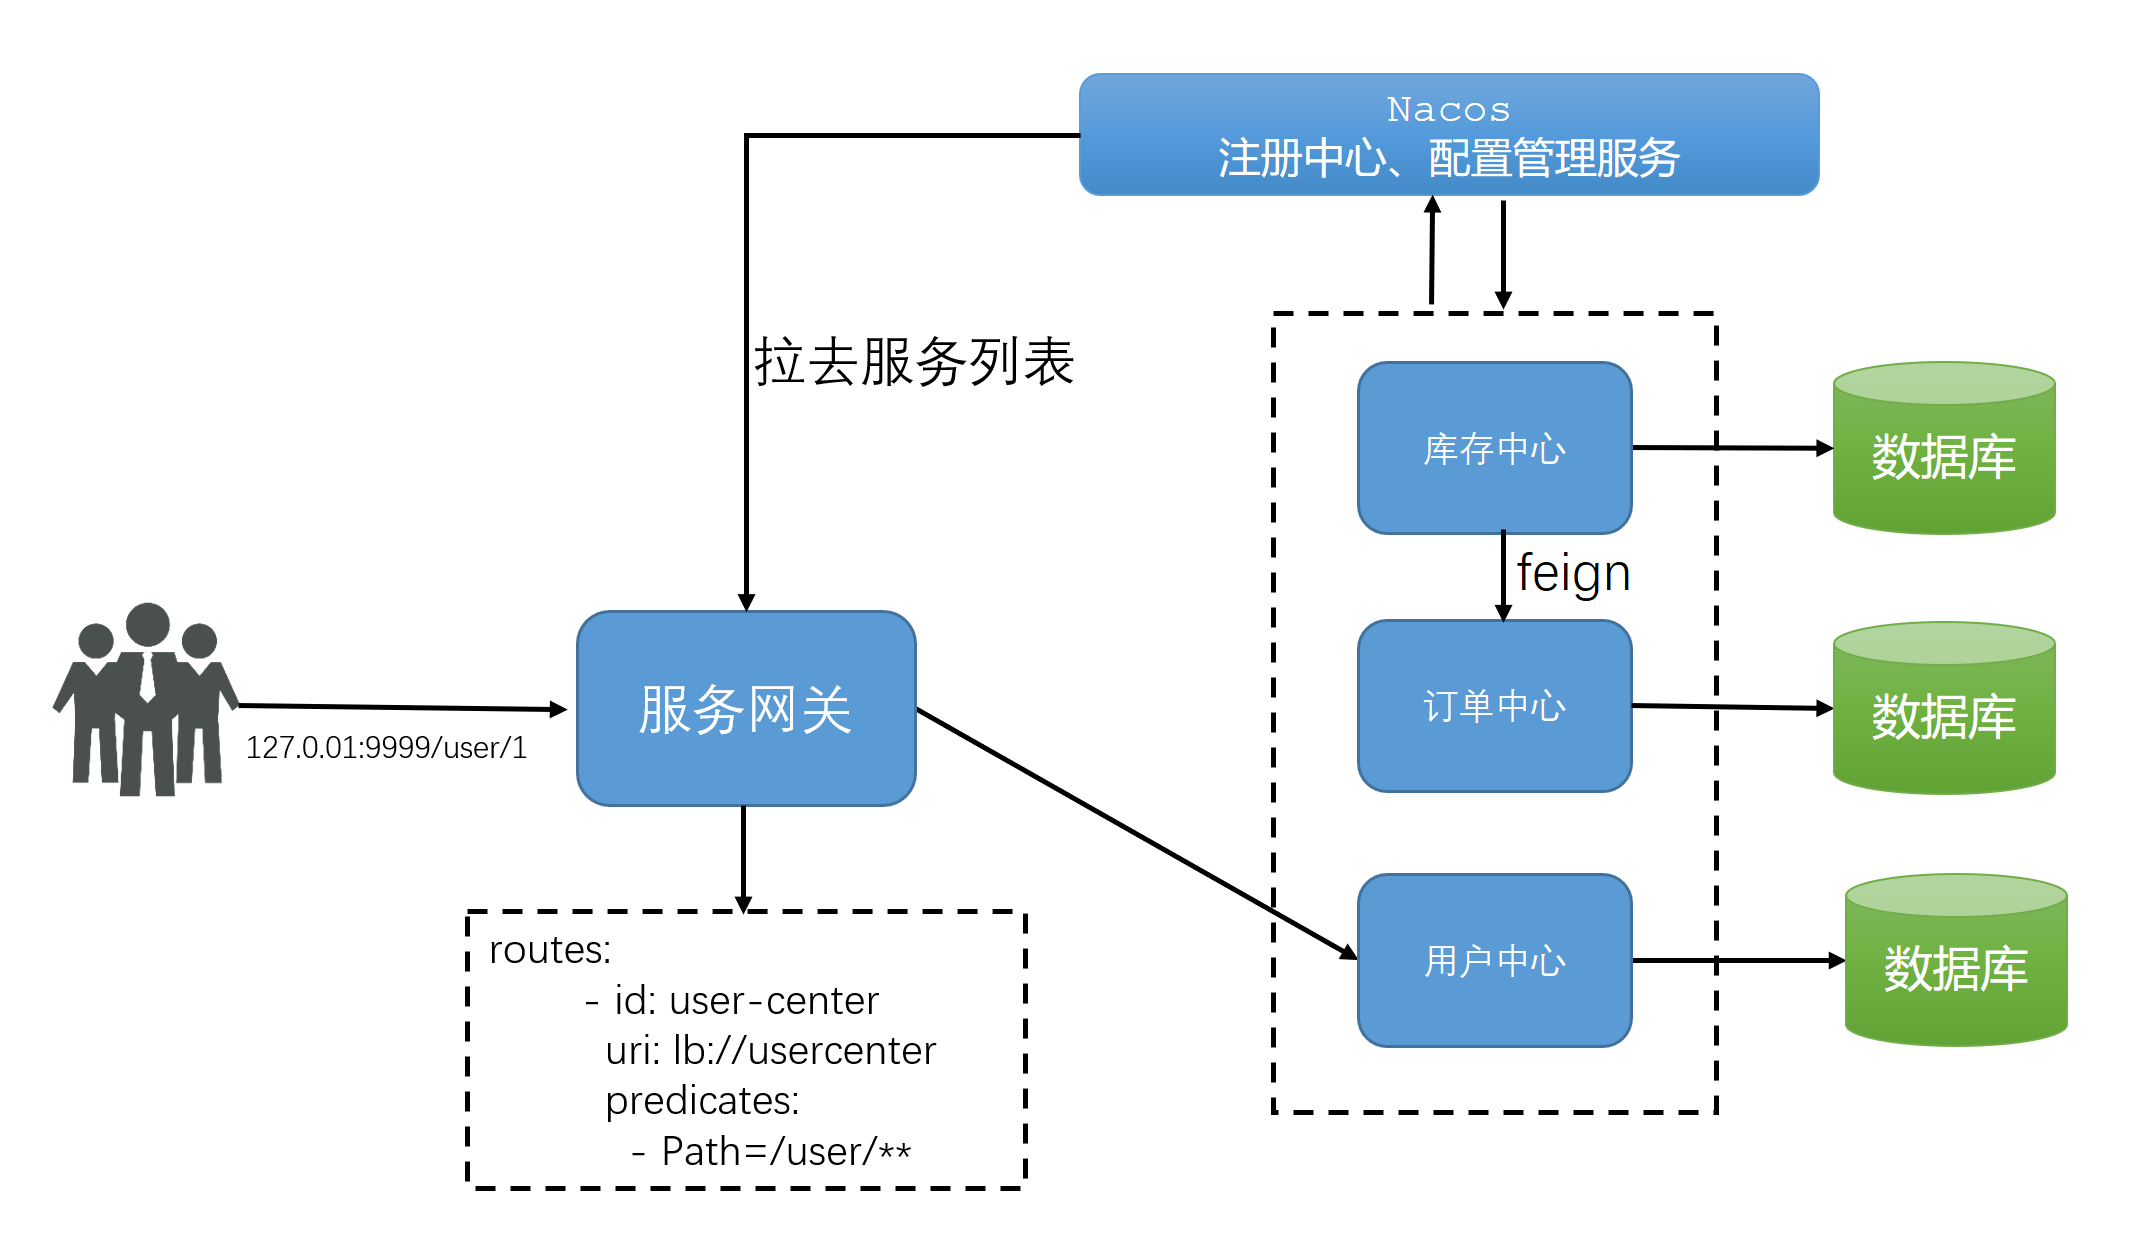 Nacos
注册中心、配置管理服务
拉去服务列表
库存中心
数据库
feign
127.0.01:9999/user/1
服务网关
订单中心
数据库
用户中心
数据库
routes:
- id: user-center
uri: lb://usercenter
predicates:
- Path=/user/**